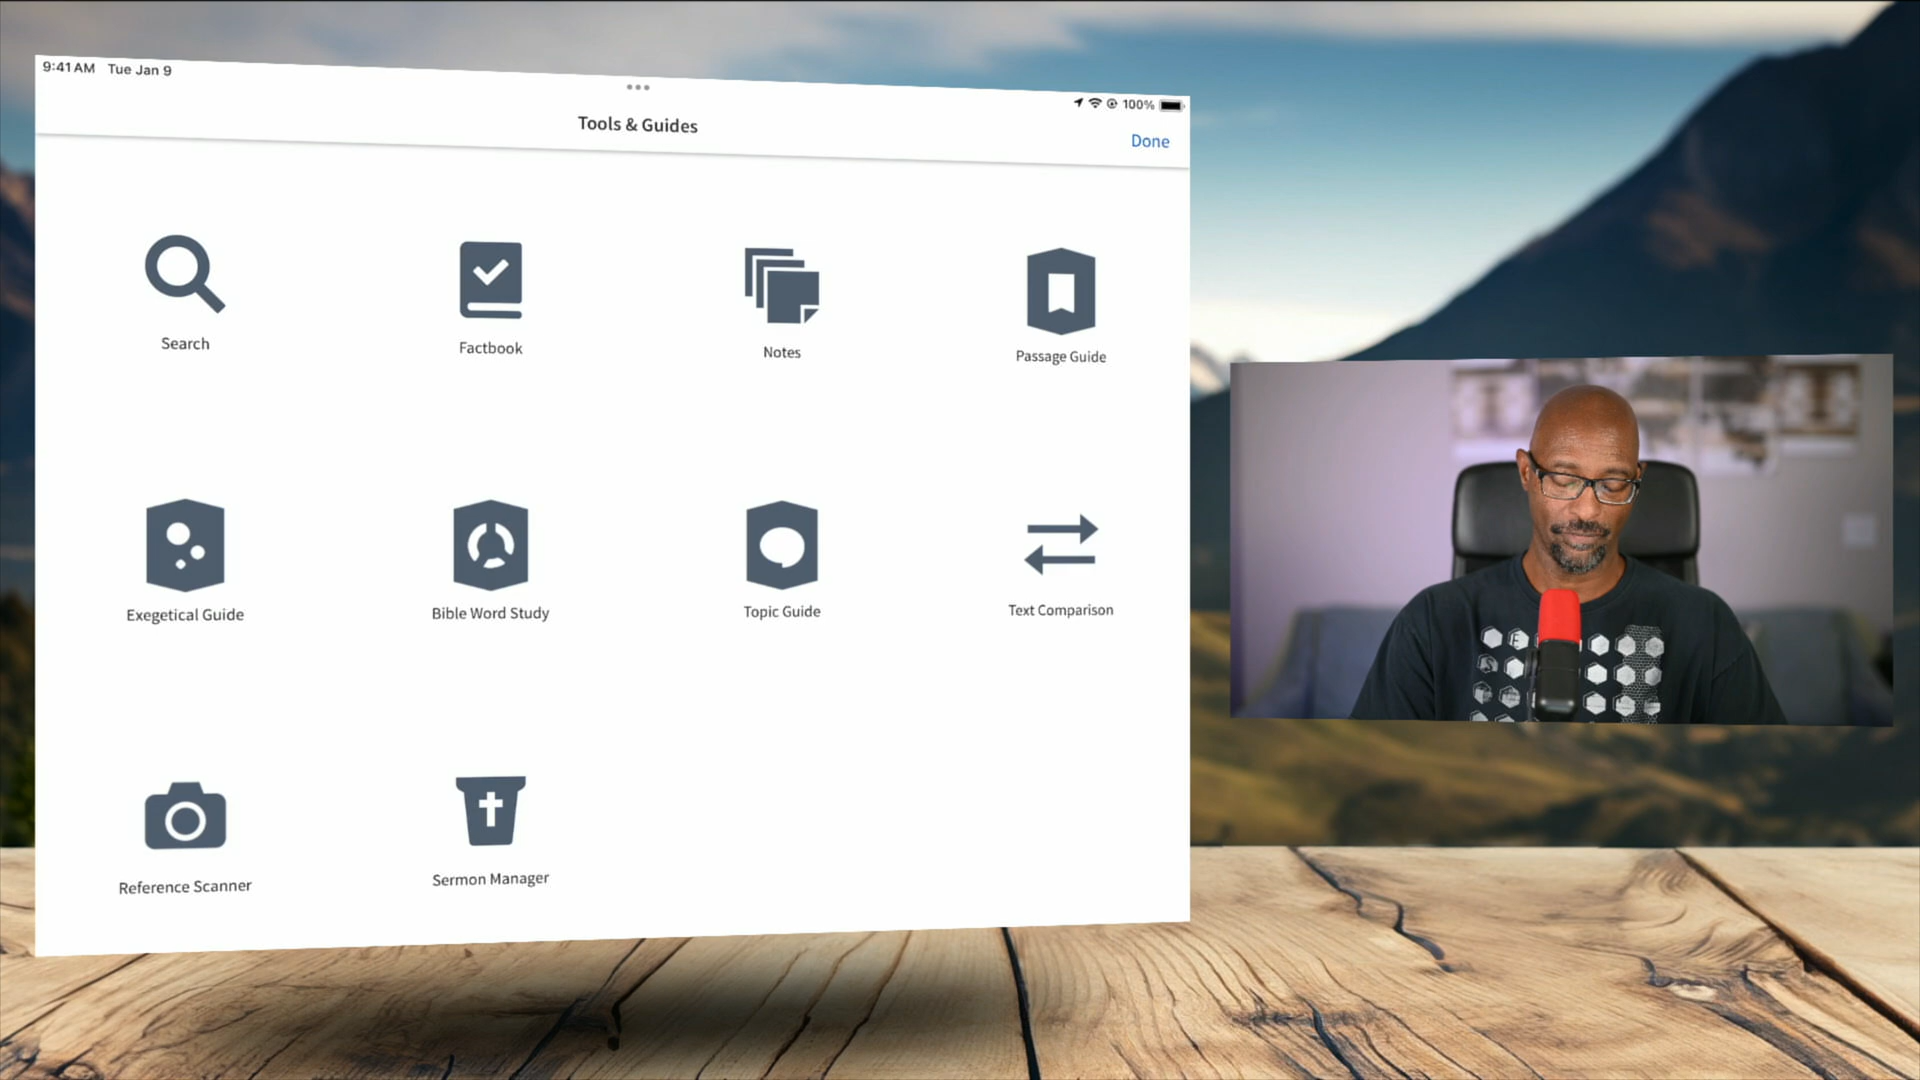 9:41 AM Tue Jan 9
100%
Tools & Guides
Done
Search
Factbook
Notes
Passage Guide
Exegetical Guide
Bible Word Study
Topic Guide
Text Comparison
Reference Scanner
Sermon Manager